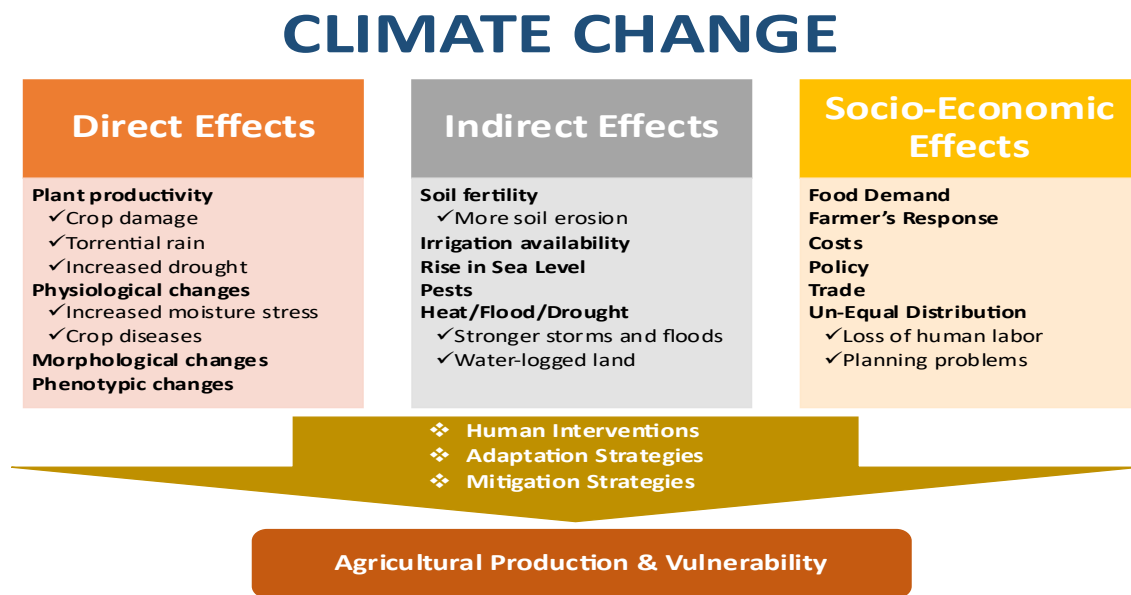 CLIMATE CHANGE
Direct Effects
Plant productivity
✓Crop damage
✓Torrential rain
✓Increased drought
Physiological changes
✓Increased moisture stress
✓Crop diseases
Morphological changes
Phenotypic changes
Indirect Effects
Soil fertility
✓More soil erosion
Irrigation availability
Rise in Sea Level
Pests
Heat/Flood/Drought
✓Stronger storms and floods
✓Water-logged land
Socio-Economic
Effects
Food Demand
Farmer’s Response
Costs
Policy
Trade
Un-Equal Distribution
✓Loss of human labor
✓Planning problems
❖ Human Interventions
❖ Adaptation Strategies
❖ Mitigation Strategies
Agricultural Production & Vulnerability